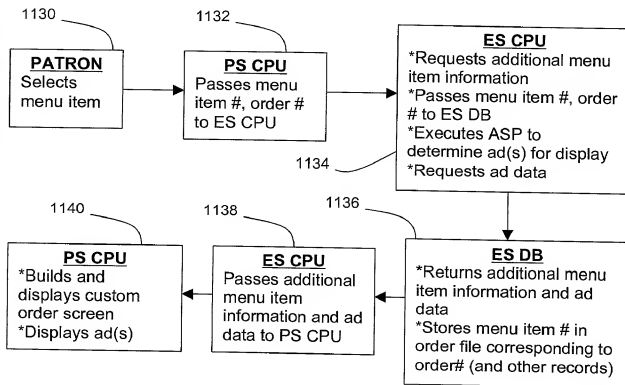 1130
PATRON
Selects
menu item
1132
PS CPU
Passes menu
item #, order #
to ES CPU
ES CPU
*Requests additional menu
item information
*Passes menu item #, order
# to ES DB
*Executes ASP to
determine ad(s) for display
*Requests ad data
1134
1136
ES DB
*Returns additional menu
item information and ad
data
*Stores menu item # in
order file corresponding to
order# (and other records)
1138
ES CPU
Passes additional
menu item
information and ad
data to PS CPU
1140
PS CPU
*Builds and
displays custom
order screen
*Displays ad(s)